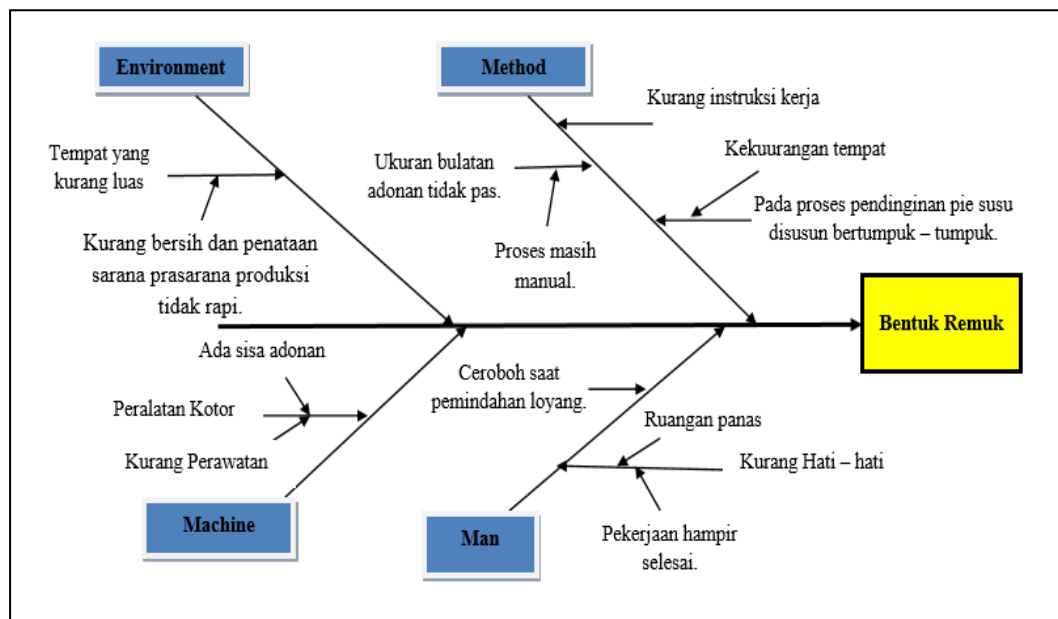 Environment
Method
Kurang instruksi kerja
Tempat yang
kurang luas
Ukuran bulatan
adonan tidak pas.
Kekuurangan tempat
Pada proses pendinginan pie susu
disusun bertumpuk – tumpuk.
Kurang bersih dan penataan
sarana prasarana produksi
tidak rapi.
Proses masih
manual.
Bentuk Remuk
Ada sisa adonan
Peralatan Kotor
Kurang Perawatan
Machine
Ceroboh saat
pemindahan loyang.
Ruangan panas
Kurang Hati – hati
Pekerjaan hampir
selesai.
Man